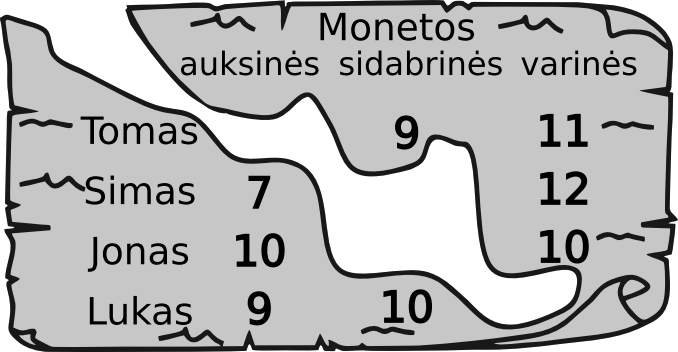 Monetos
auksinės sidabrinės varinės
Tomas 9 11
Simas 7 12
Jonas 10 10
Lukas 9 10